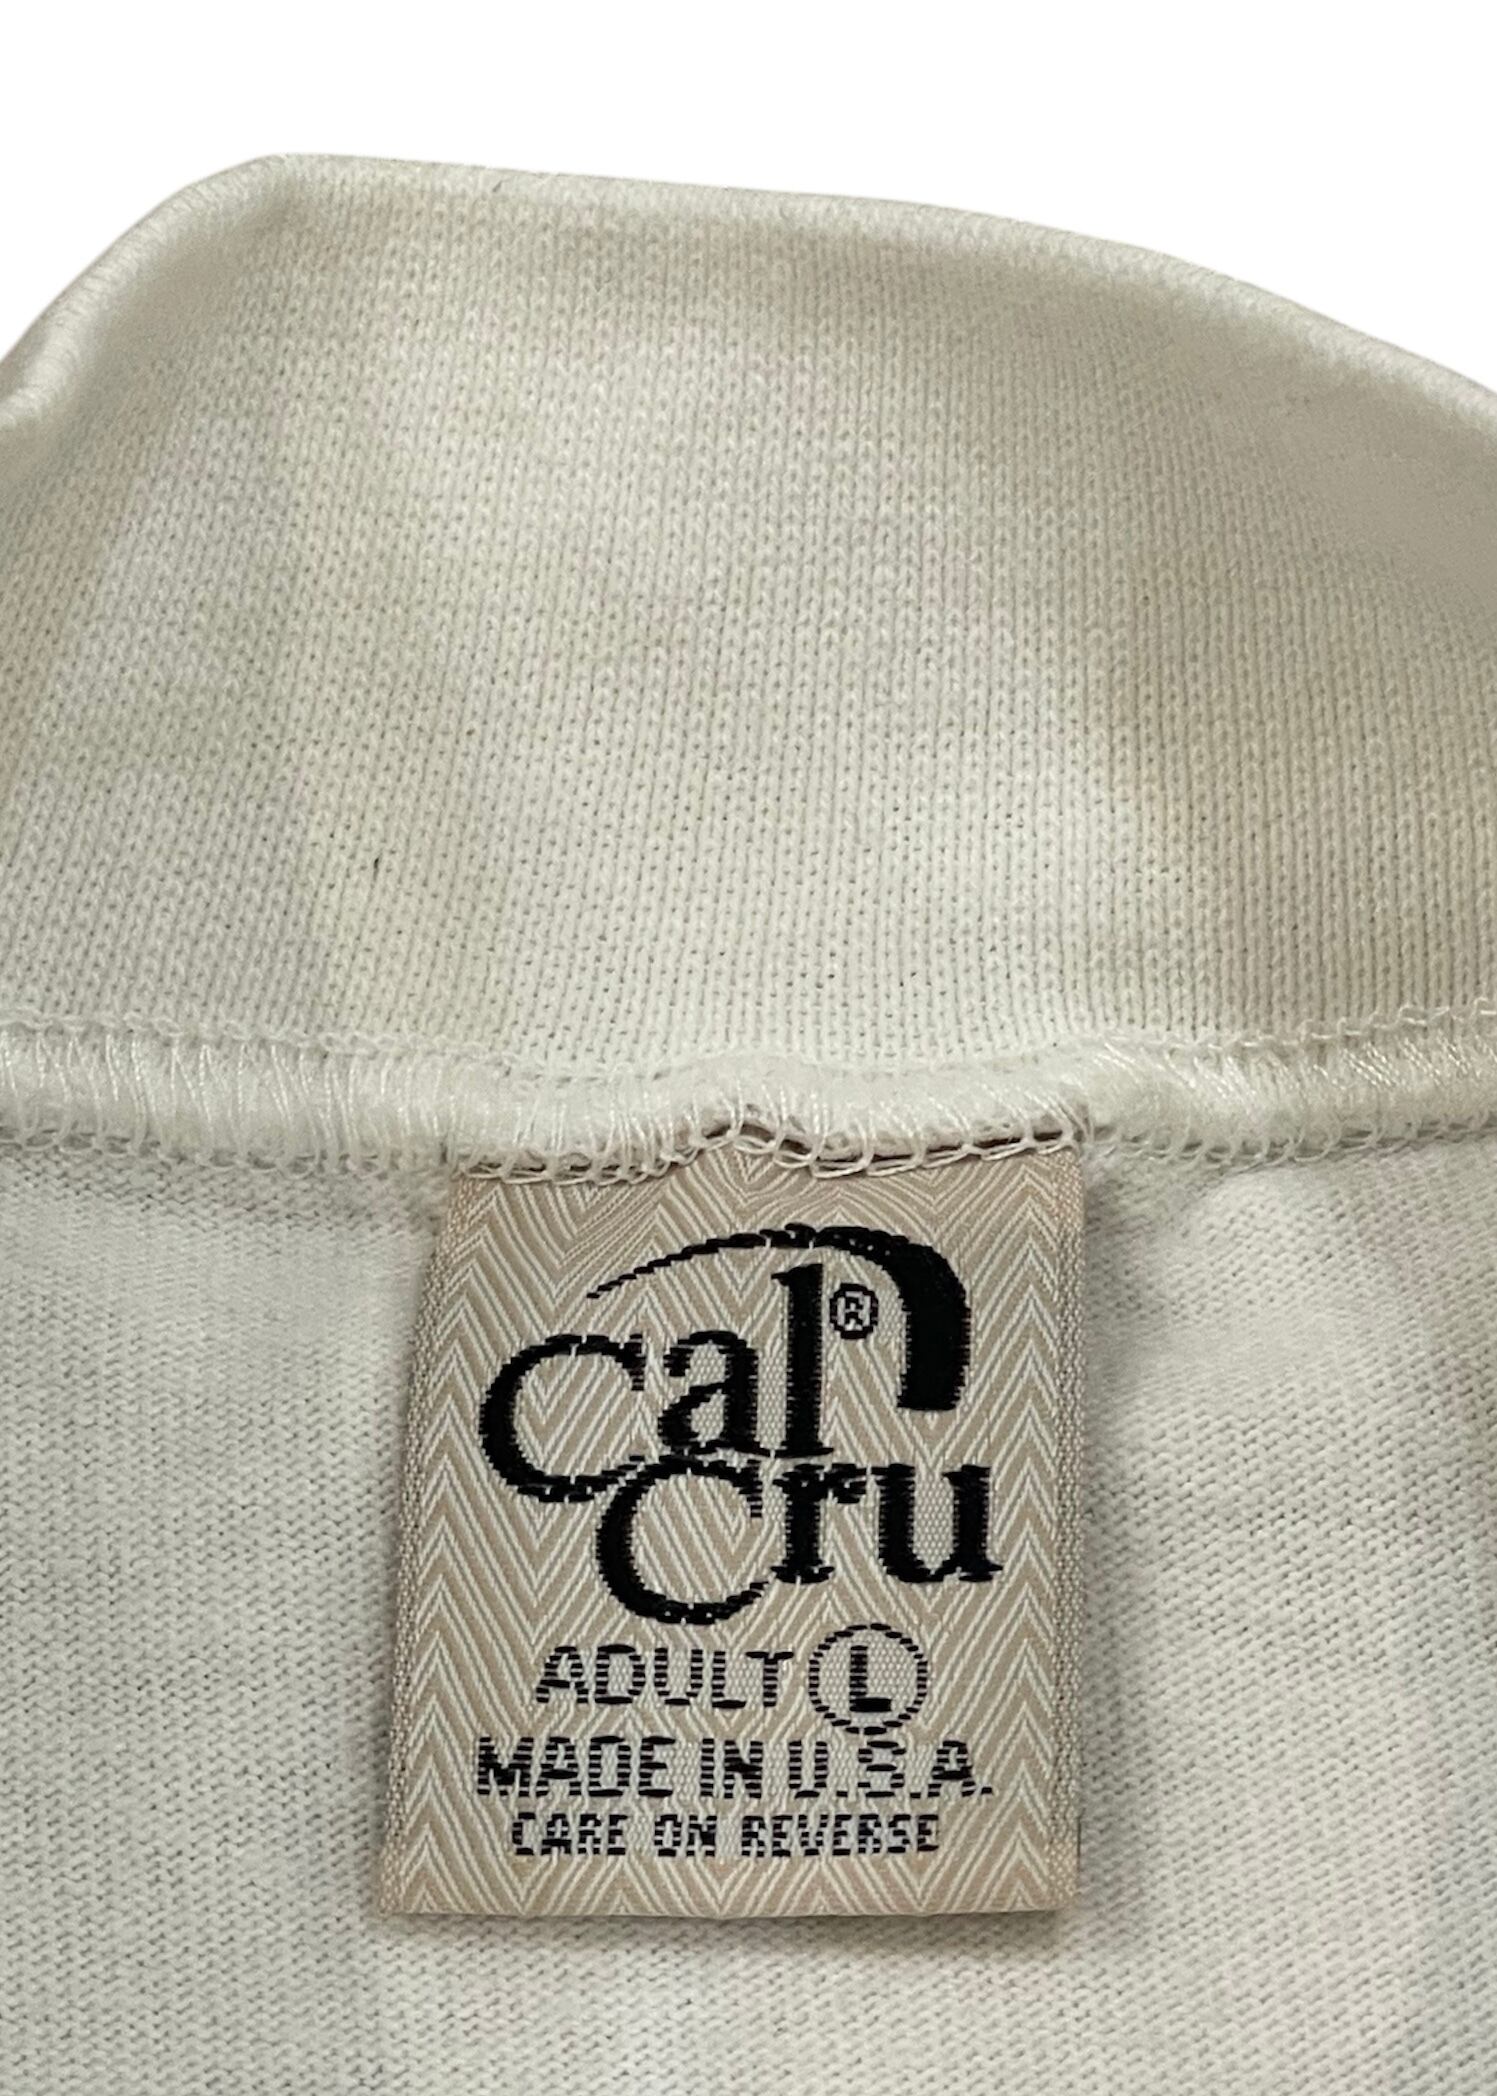 Cal®
Cru
ADULT L
MADE IN U.S.A.
CARE ON REVERSE